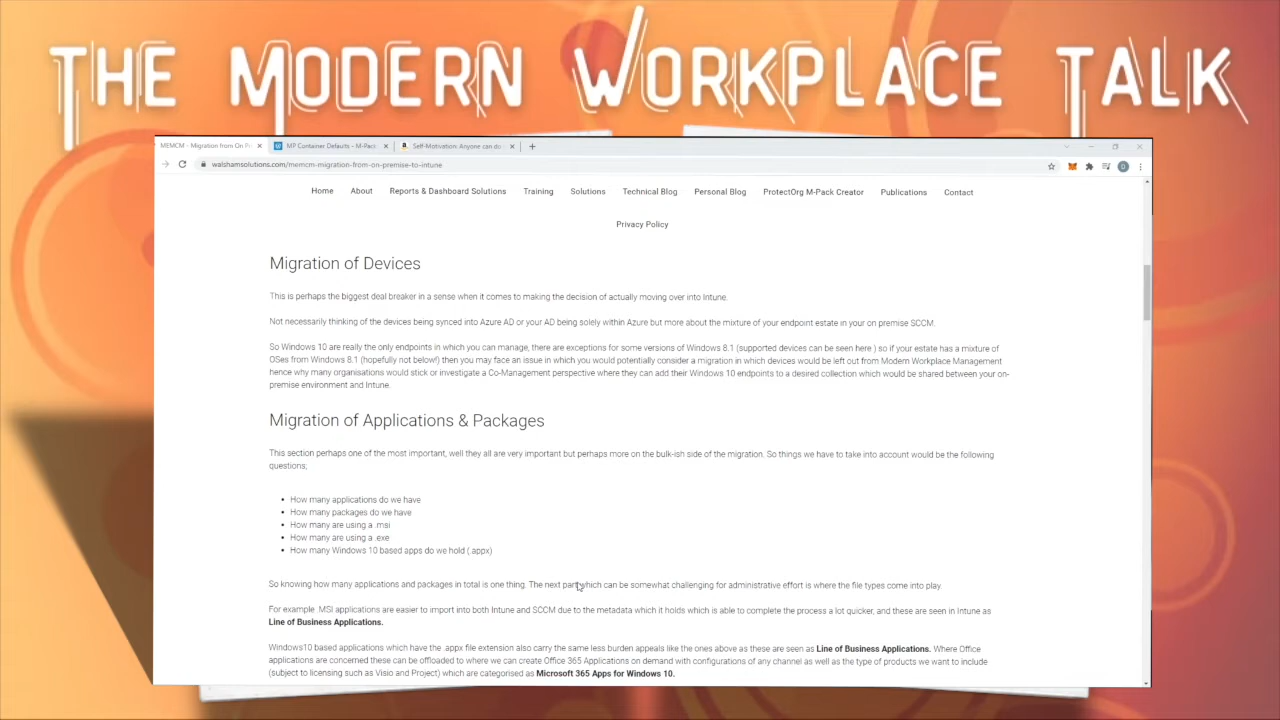 THE MODERN WORKPLACE TALK
MEMCM - Migration from On Pr
MP Container Defaults - M-Pack
Self-Motivation: Anyone can do
walshamsolutions.com/memcm-migration-from-on-premise-to-intune
Home About Reports & Dashboard Solutions Training Solutions Technical Blog Personal Blog ProtectOrg M-Pack Creator Publications Contact
Privacy Policy
Migration of Devices
This is perhaps the biggest deal breaker in a sense when it comes to making the decision of actually moving over into Intune.
Not necessarily thinking of the devices being synced into Azure AD or your AD being solely within Azure but more about the mixture of your endpoint estate in your on premise SCCM.
So Windows 10 are really the only endpoints in which you can manage, there are exceptions for some versions of Windows 8.1 (supported devices can be seen here ) so if your estate has a mixture of
OSes from Windows 8.1 (hopefully not below!) then you may face an issue in which you would potentially consider a migration in which devices would be left out from Modern Workplace Management
hence why many organisations would stick or investigate a Co-Management perspective where they can add their Windows 10 endpoints to a desired collection which would be shared between your on-
premise environment and Intune.
Migration of Applications & Packages
This section perhaps one of the most important, well they all are very important but perhaps more on the bulk-ish side of the migration. So things we have to take into account would be the following
questions;
• How many applications do we have
• How many packages do we have
• How many are using a .msi
• How many are using a .exe
• How many Windows 10 based apps do we hold (.appx)
So knowing how many applications and packages in total is one thing. The next part which can be somewhat challenging for administrative effort is where the file types come into play.
For example .MSI applications are easier to import into both Intune and SCCM due to the metadata which it holds which is able to complete the process a lot quicker, and these are seen in Intune as
Line of Business Applications.
Windows10 based applications which have the .appx file extension also carry the same less burden appeals like the ones above as these are seen as Line of Business Applications. Where Office
applications are concerned these can be offloaded to where we can create Office 365 Applications on demand with configurations of any channel as well as the type of products we want to include
(subject to licensing such as Visio and Project) which are categorised as Microsoft 365 Apps for Windows 10.